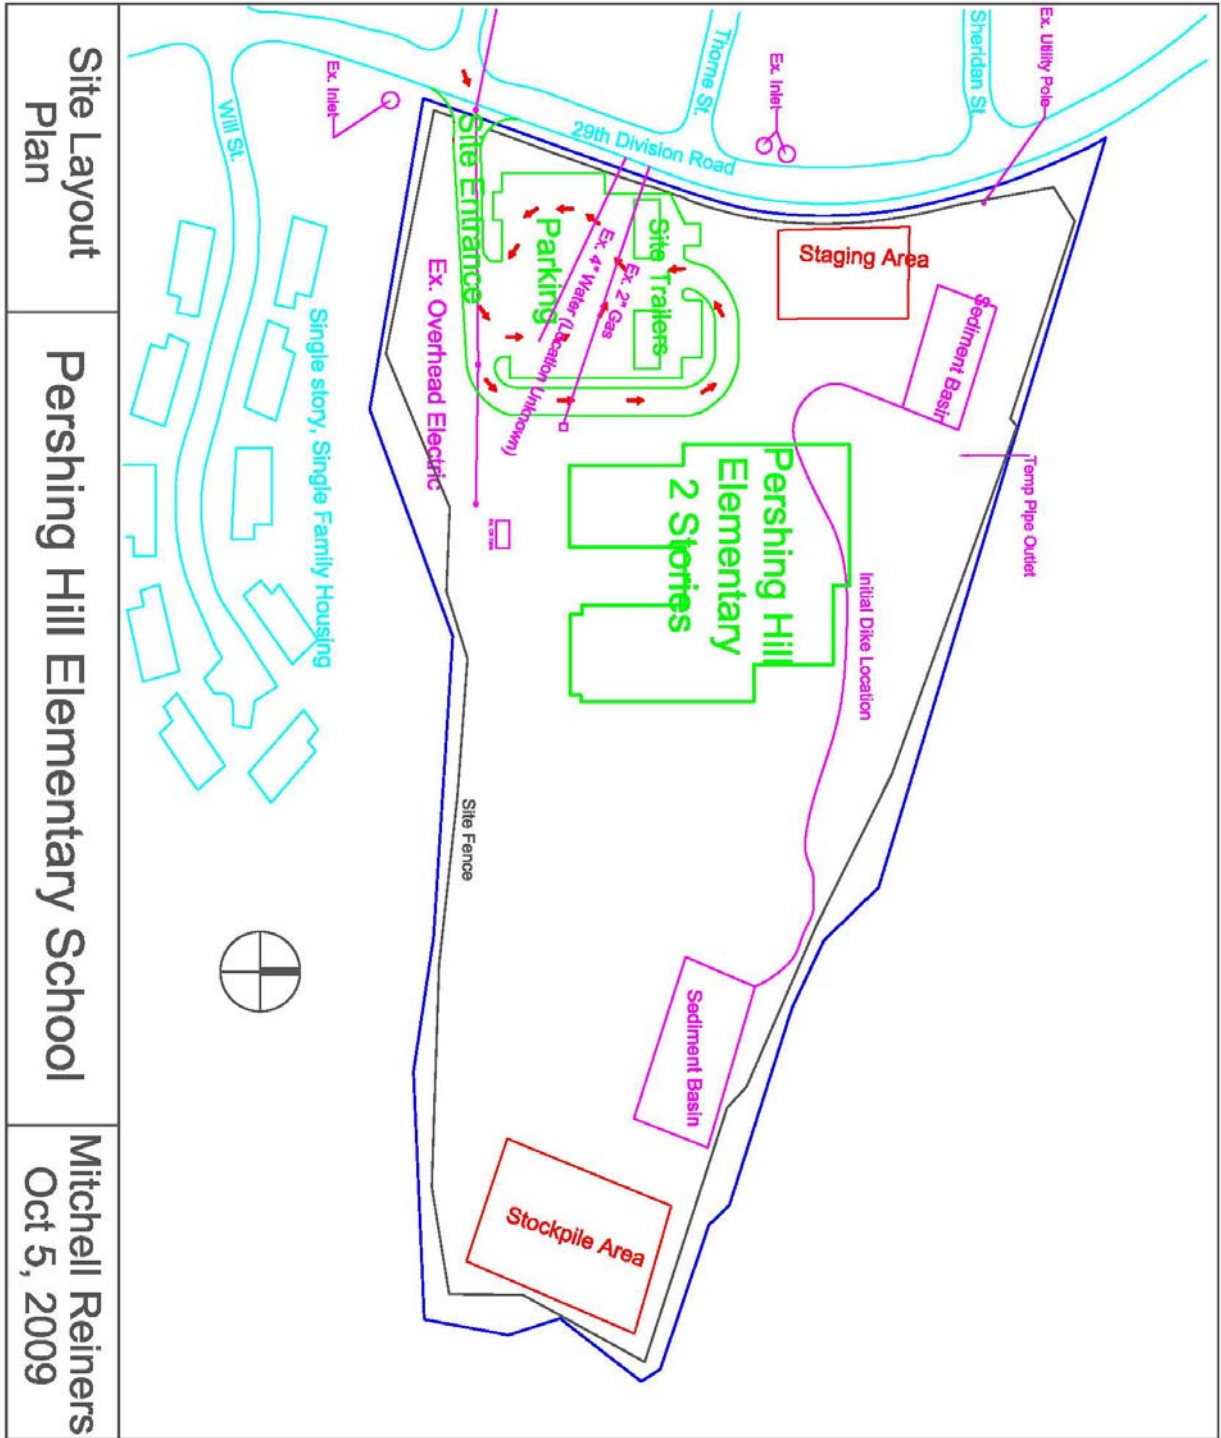 Sheridan St.
Ex. Utility Pole
Thorne St.
Ex. Inlet
29th Division Road
Ex. Inlet
Will St.
Site Entrance
Parking
Site Trailers
Ex. 4" Water (Location Unknown)
Ex. 2" Gas
Ex. Overhead Electric
Staging Area
Sediment Basin
Temp Pipe Outlet
Initial Dike Location
Pershing Hill
Elementary
2 Stories
Single story, Single Family Housing
Site Fence
Sediment Basin
Stockpile Area
Site Layout
Plan
Pershing Hill Elementary School
Mitchell Reiners
Oct 5, 2009